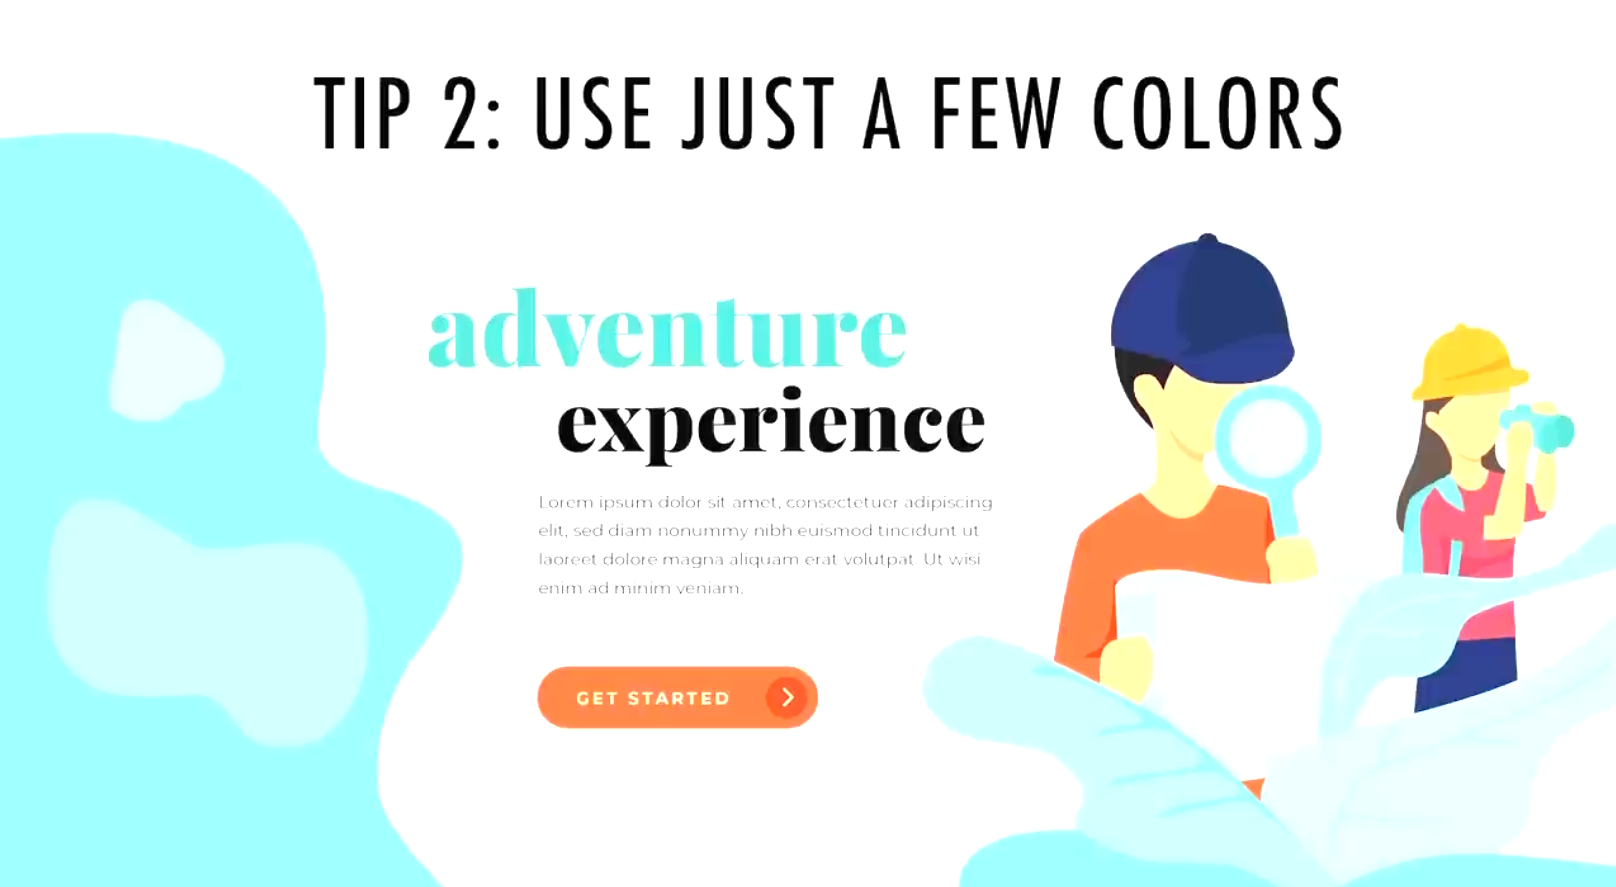 TIP 2: USE JUST A FEW COLORS
adventure
experience
Lorem ipsum dolor sit amet, consectetuer adipiscing
elit, sed diam nonummy nibh euismod tincidunt ut
laoreet dolore magna aliquam erat volutpat. Ut wisi
enim ad minim veniam.
GET STARTED